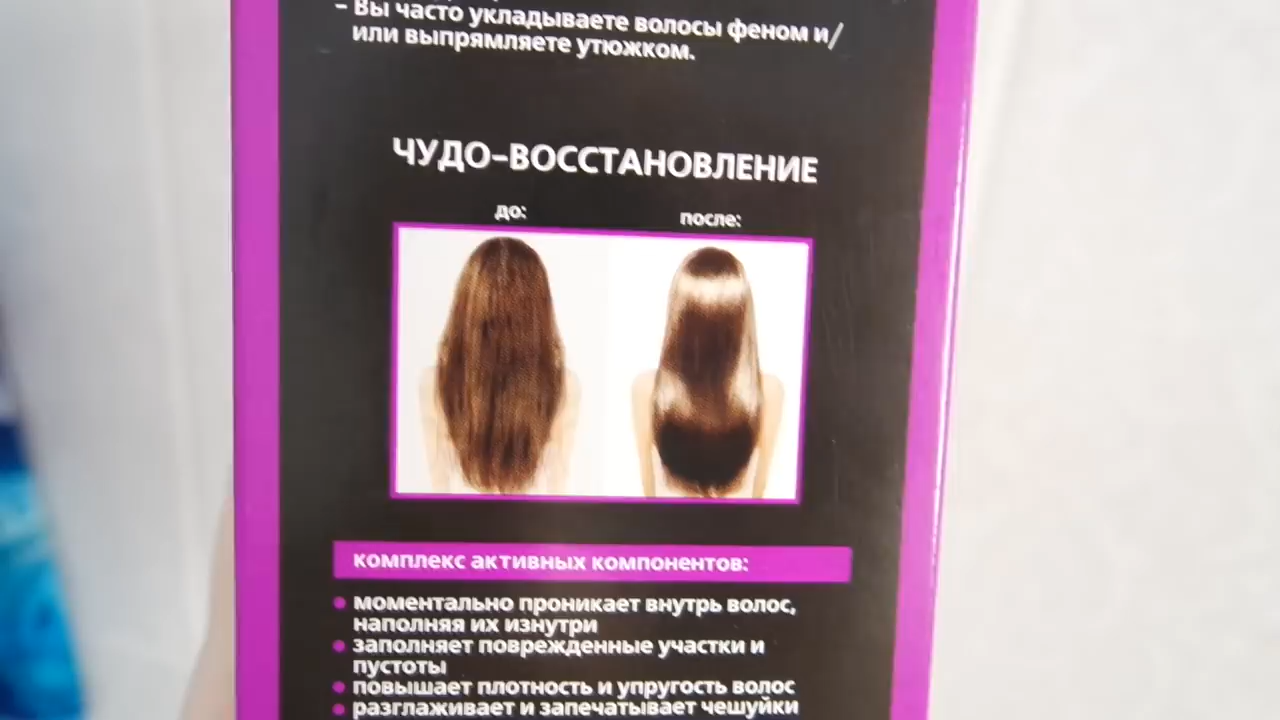 – Вы часто укладываете волосы феном и/
или выпрямляете утюжком.
ЧУДО-ВОССТАНОВЛЕНИЕ
до:
после:
комплекс активных компонентов:
• моментально проникает внутрь волос,
наполняя их изнутри
• заполняет поврежденные участки и
пустоты
• повышает плотность и упругость волос
• разглаживает и запечатывает чешуйки